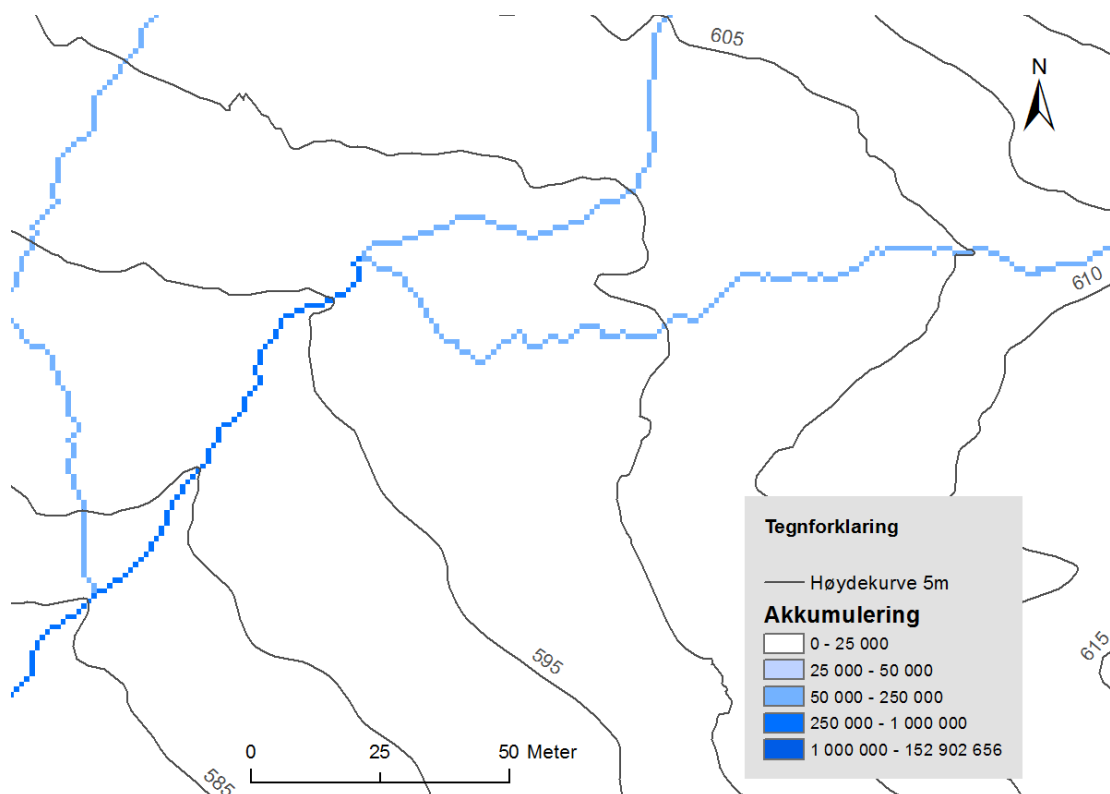 605
N
610
Tegnforklaring
Høydekurve 5m
Akkumulering
0 - 25 000
25 000 - 50 000
50 000 - 250 000
250 000 - 1 000 000
1 000 000 - 152 902 656
615
595
0 25 50 Meter
585